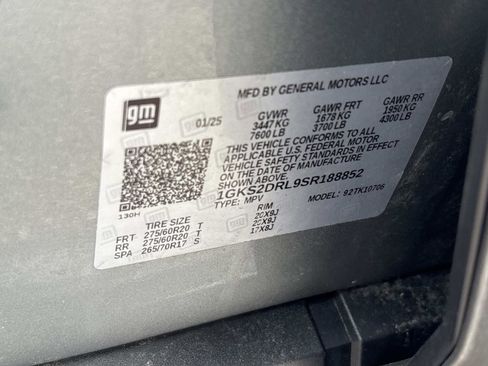 gm
MFD BY GENERAL MOTORS LLC
01/25 GVWR GAWR FRT GAWR RR
3447 KG 1678 KG 1950 KG
7600 LB 3700 LB 4300 LB
THIS VEHICLE CONFORMS TO ALL
APPLICABLE U.S. FEDERAL MOTOR
VEHICLE SAFETY STANDARDS IN EFFECT
ON THE DATE OF MANUFACTURE
SHOWN ABOVE.
1GKS2DRL9SR188852
TYPE: MPV MODEL: 92TK10706
130H
TIRE SIZE RIM
FRT 275/60R20 T 20X9J
RR 275/60R20 T 20X9J
SPA 265/70R17 S 17X8J